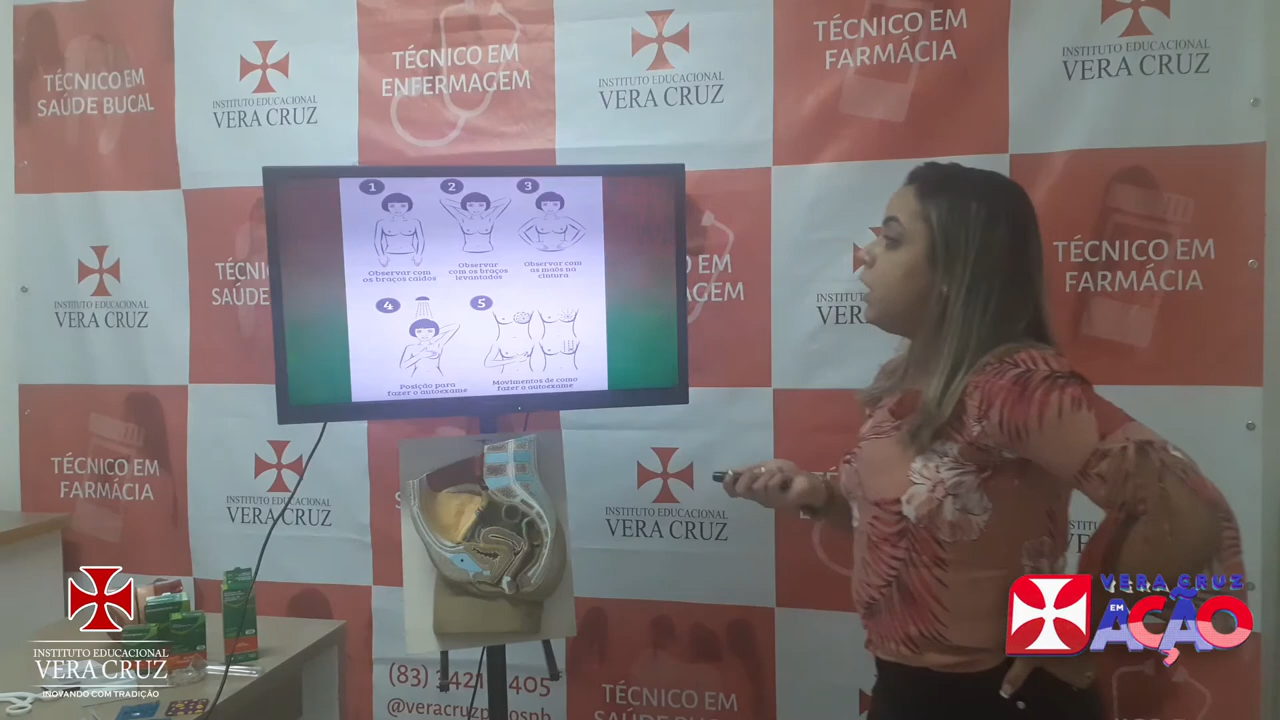 TÉCNICO EM
SAÚDE BUCAL
INSTITUTO EDUCACIONAL
VERA CRUZ
TÉCNICO EM
ENFERMAGEM
INSTITUTO EDUCACIONAL
VERA CRUZ
TÉCNICO EM
FARMÁCIA
INSTITUTO EDUCACIONAL
VERA CRUZ
1
2
3
Observar com
os braços caídos
Observar
com os braços
levantados
Observar com
as maõs na
cintura
4
5
Posição para
fazer o autoexame
Movimentos de como
fazer o autoexame
INSTITUTO EDUCACIONAL
VERA CRUZ
EM
GEM
TÉCNICO EM
FARMÁCIA
TÉCNICO EM
FARMÁCIA
INSTITUTO EDUCACIONAL
VERA CRUZ
INSTITUTO EDUCACIONAL
VERA CRUZ
(83)
405
TÉCNICO EM
INSTITUTO EDUCACIONAL
VERA CRUZ
INOVANDO COM TRADIÇÃO
VERA CRUZ
EM
AÇÃO